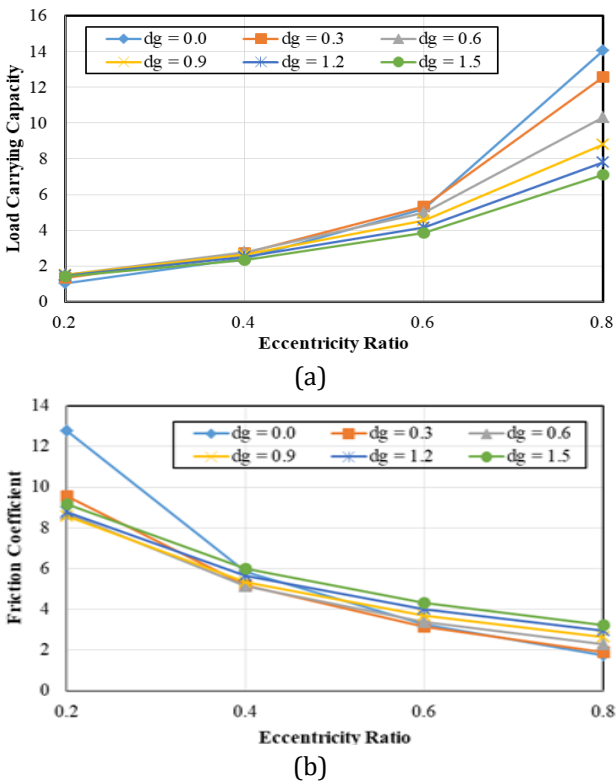 16
14
12
10
8
6
4
2
0
Load Carrying Capacity
dg = 0.0 dg = 0.3 dg = 0.6
dg = 0.9 dg = 1.2 dg = 1.5
0.2 0.4 0.6 0.8
Eccentricity Ratio
(a)
14
12
10
8
6
4
2
0
Friction Coefficient
dg = 0.0 dg = 0.3 dg = 0.6
dg = 0.9 dg = 1.2 dg = 1.5
0.2 0.4 0.6 0.8
Eccentricity Ratio
(b)